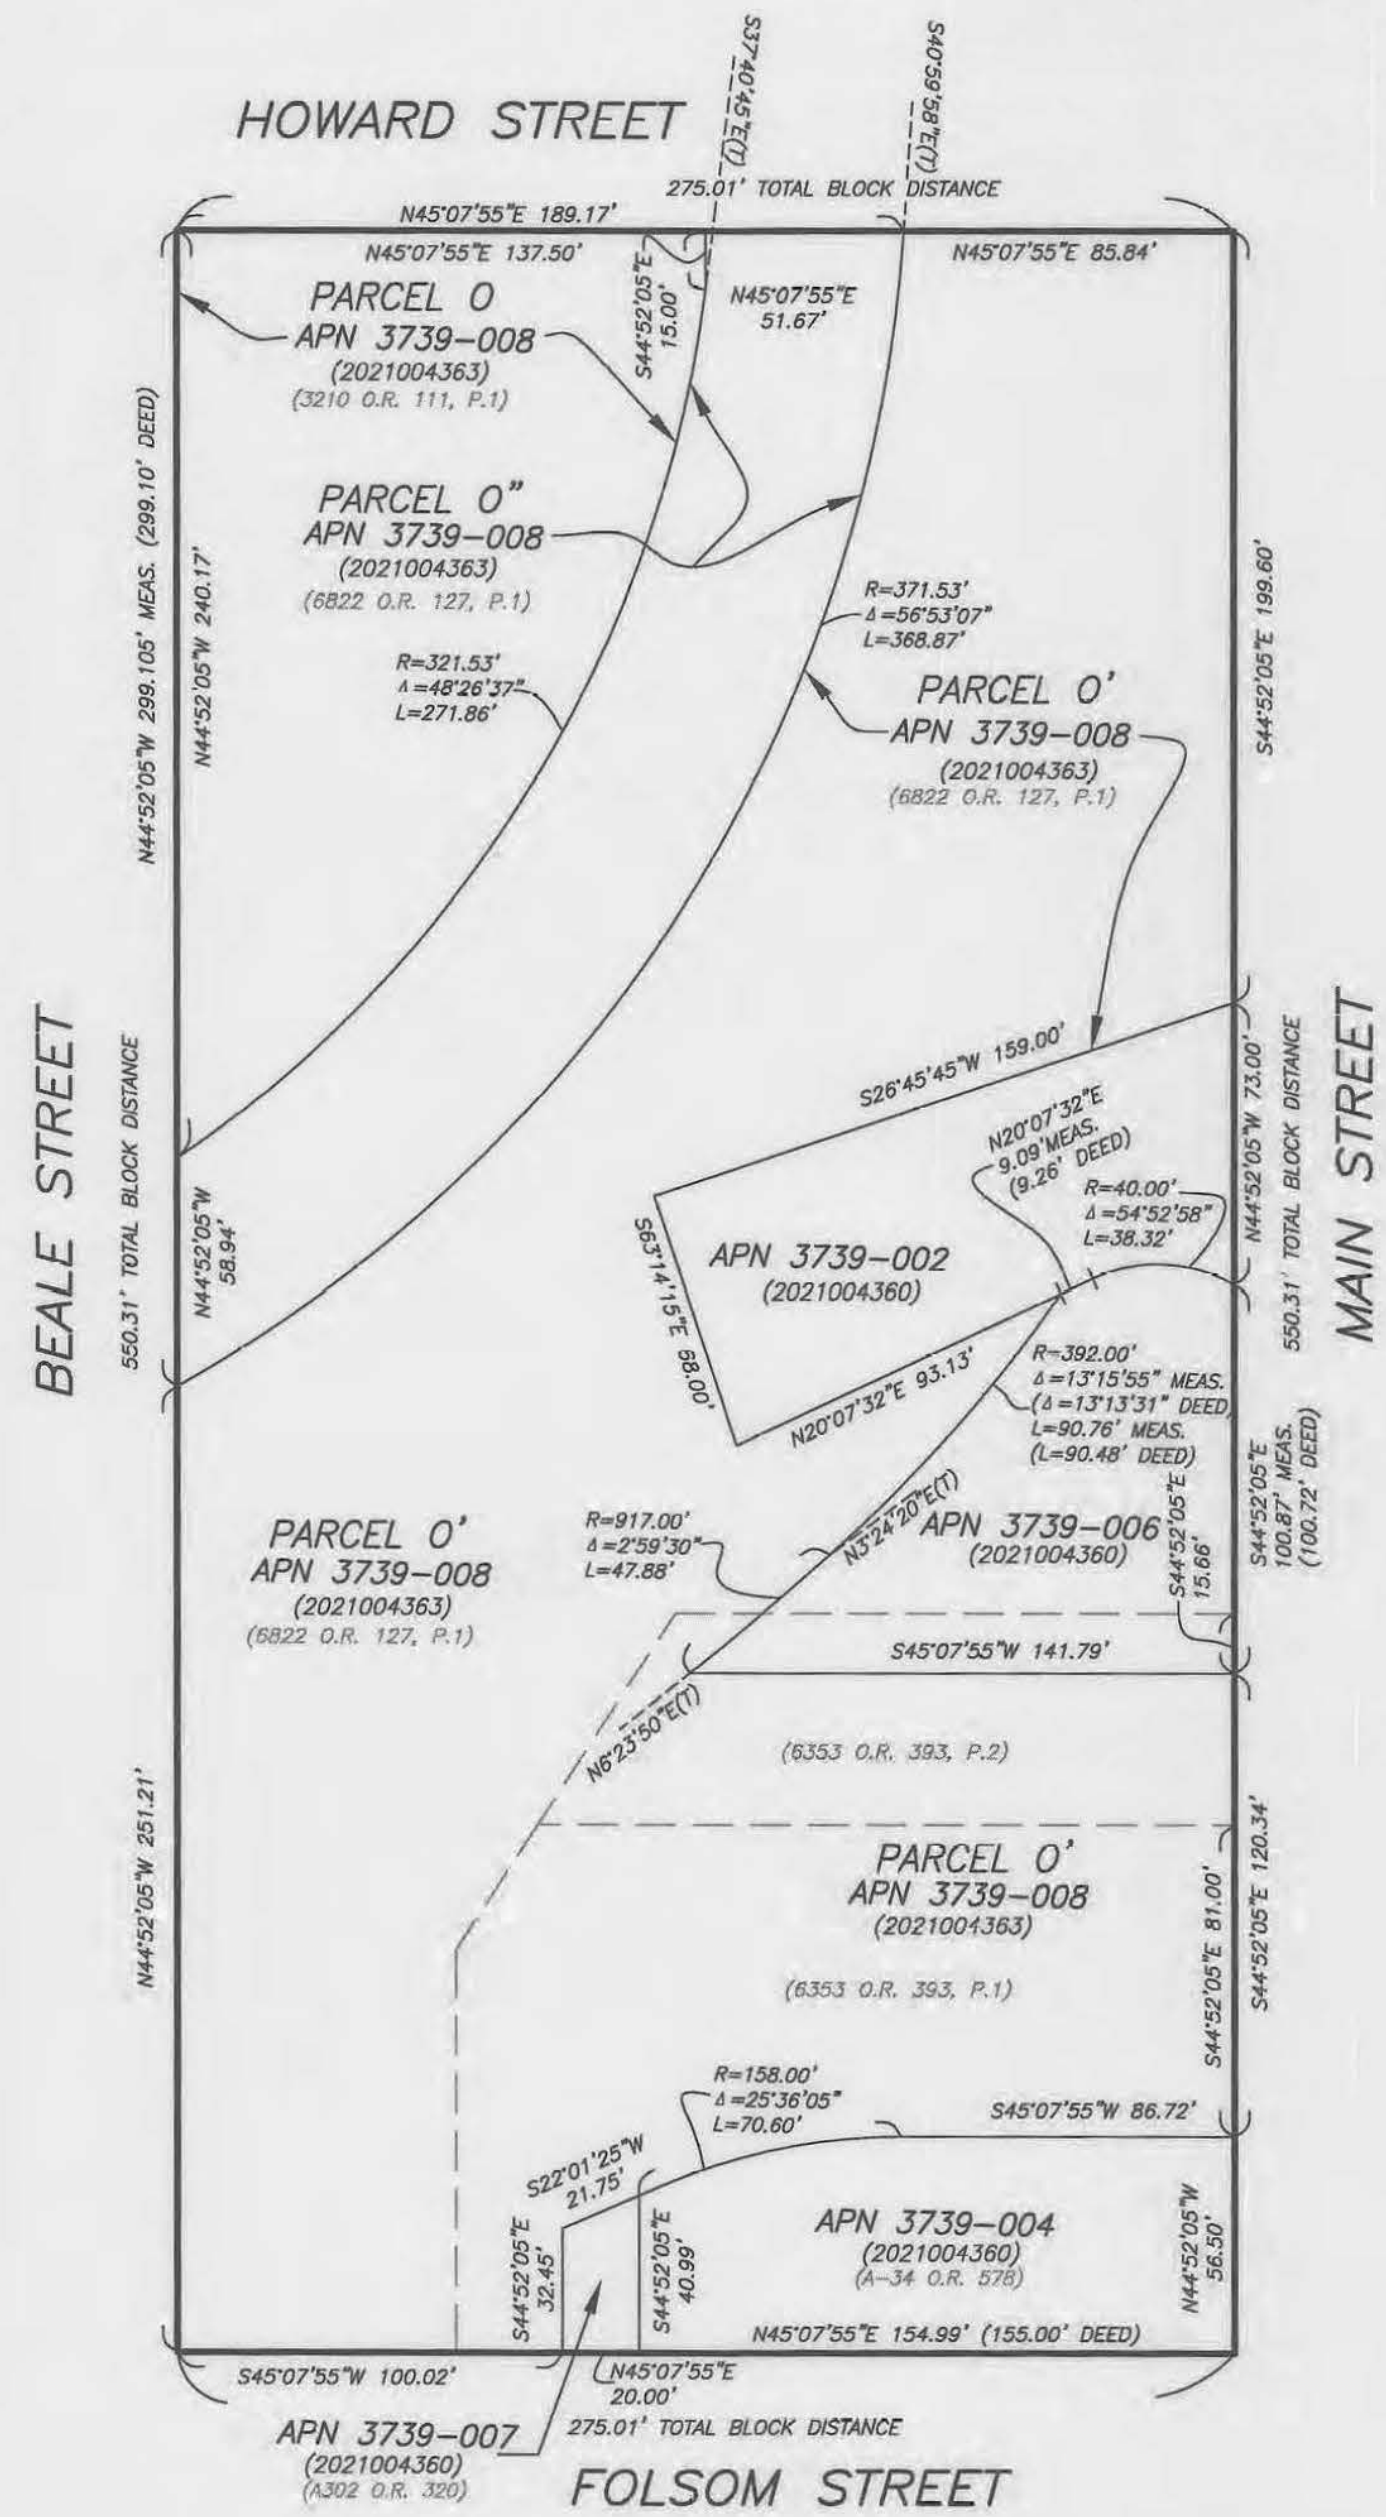 S37°40'45"E(T)
S40°59'58"E(T)
HOWARD STREET
275.01' TOTAL BLOCK DISTANCE
N45°07'55"E 189.17'
N45°07'55"E 137.50'
N45°07'55"E 85.84'
S44°52'05"E
15.00'
N45°07'55"E
51.67'
PARCEL O
APN 3739-008
(2021004363)
(3210 O.R. 111, P.1)
N44°52'05"W 299.105' MEAS. (299.10' DEED)
N44°52'05"W 240.17'
PARCEL O"
APN 3739-008
(2021004363)
(6822 O.R. 127, P.1)
R=371.53'
Δ=56°53'07"
L=368.87'
S44°52'05"E 199.60'
R=321.53'
Δ=48°26'37"
L=271.86'
PARCEL O'
APN 3739-008
(2021004363)
(6822 O.R. 127, P.1)
BEALE STREET
550.31' TOTAL BLOCK DISTANCE
N44°52'05"W
58.94'
S26°45'45"W 159.00'
N20°07'32"E
9.09'MEAS.
(9.26' DEED)
R=40.00'
Δ=54°52'58"
L=38.32'
N44°52'05"W 73.00'
550.31' TOTAL BLOCK DISTANCE
MAIN STREET
S63°14'15"E 68.00'
APN 3739-002
(2021004360)
N20°07'32"E 93.13'
R=392.00'
Δ=13°15'55" MEAS.
(Δ=13°13'31" DEED)
L=90.76' MEAS.
(L=90.48' DEED)
S44°52'05"E
100.87' MEAS.
(100.72' DEED)
S44°52'05"E
15.66'
N3°24'20"E(T)
APN 3739-006
(2021004360)
R=917.00'
Δ=2°59'30"
L=47.88'
PARCEL O'
APN 3739-008
(2021004363)
(6822 O.R. 127, P.1)
S45°07'55"W 141.79'
N6°23'50"E(T)
(6353 O.R. 393, P.2)
N44°52'05"W 251.21'
PARCEL O'
APN 3739-008
(2021004363)
(6353 O.R. 393, P.1)
S44°52'05"E 81.00'
S44°52'05"E 120.34'
R=158.00'
Δ=25°36'05"
L=70.60'
S45°07'55"W 86.72'
S22°01'25"W
21.75'
S44°52'05"E
32.45'
S44°52'05"E
40.99'
APN 3739-004
(2021004360)
(A-34 O.R. 578)
N44°52'05"W
56.50'
N45°07'55"E 154.99' (155.00' DEED)
S45°07'55"W 100.02'
N45°07'55"E
20.00'
APN 3739-007
(2021004360)
(A302 O.R. 320)
275.01' TOTAL BLOCK DISTANCE
FOLSOM STREET